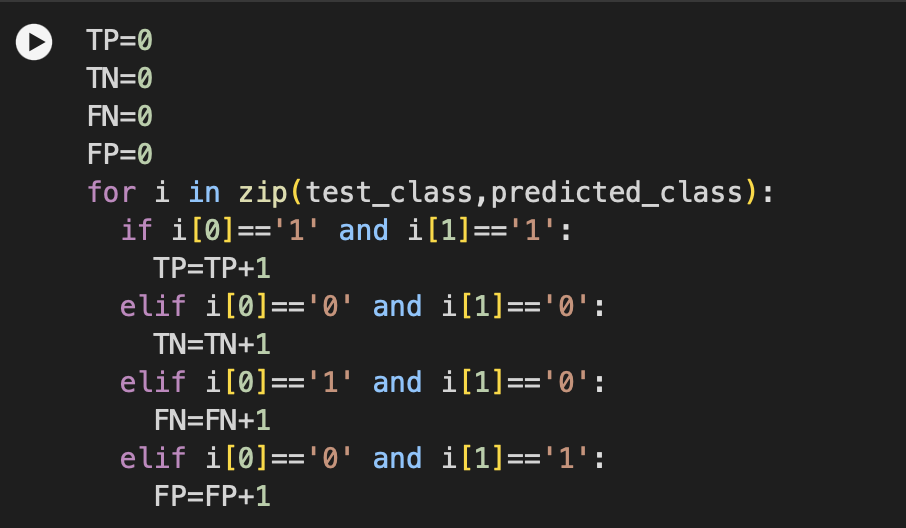 TP=0
TN=0
FN=0
FP=0
for i in zip(test_class,predicted_class):
  if i[0]=='1' and i[1]=='1':
    TP=TP+1
  elif i[0]=='0' and i[1]=='0':
    TN=TN+1
  elif i[0]=='1' and i[1]=='0':
    FN=FN+1
  elif i[0]=='0' and i[1]=='1':
    FP=FP+1